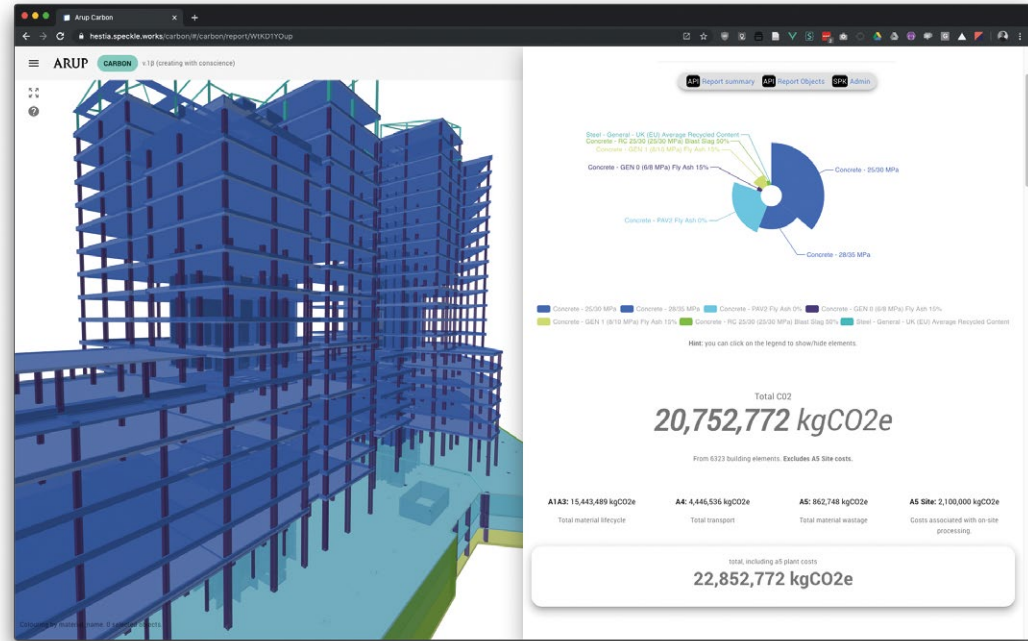 Arup Carbon
hestia.speckle.works/carbon/#/carbon/report/WtKD1YOup
ARUP CARBON v.1β (creating with conscience)
API Report summary API Report Objects SPK Admin
Steel - General - UK (EU) Average Recycled Content
Concrete - RC 25/30 (25/30 MPa) Blast Slag 50%
Concrete - GEN 1 (8/10 MPa) Fly Ash 15%
Concrete - GEN 0 (6/8 MPa) Fly Ash 15%
Concrete - 25/30 MPa
Concrete - PAV2 Fly Ash 0%
Concrete - 28/35 MPa
Concrete - 25/30 MPa Concrete - 28/35 MPa Concrete - PAV2 Fly Ash 0% Concrete - GEN 0 (6/8 MPa) Fly Ash 15%
Concrete - GEN 1 (8/10 MPa) Fly Ash 15% Concrete - RC 25/30 (25/30 MPa) Blast Slag 50% Steel - General - UK (EU) Average Recycled Content
Hint: you can click on the legend to show/hide elements.
Total C02
20,752,772 kgCO2e
From 6323 building elements. Excludes A5 Site costs.
A1A3: 15,443,489 kgCO2e A4: 4,446,536 kgCO2e A5: 862,748 kgCO2e A5 Site: 2,100,000 kgCO2e
Total material lifecycle Total transport Total material wastage Costs associated with on-site
processing.
total, including a5 plant costs
22,852,772 kgCO2e
Colouring by material_name. 0 selected objects.